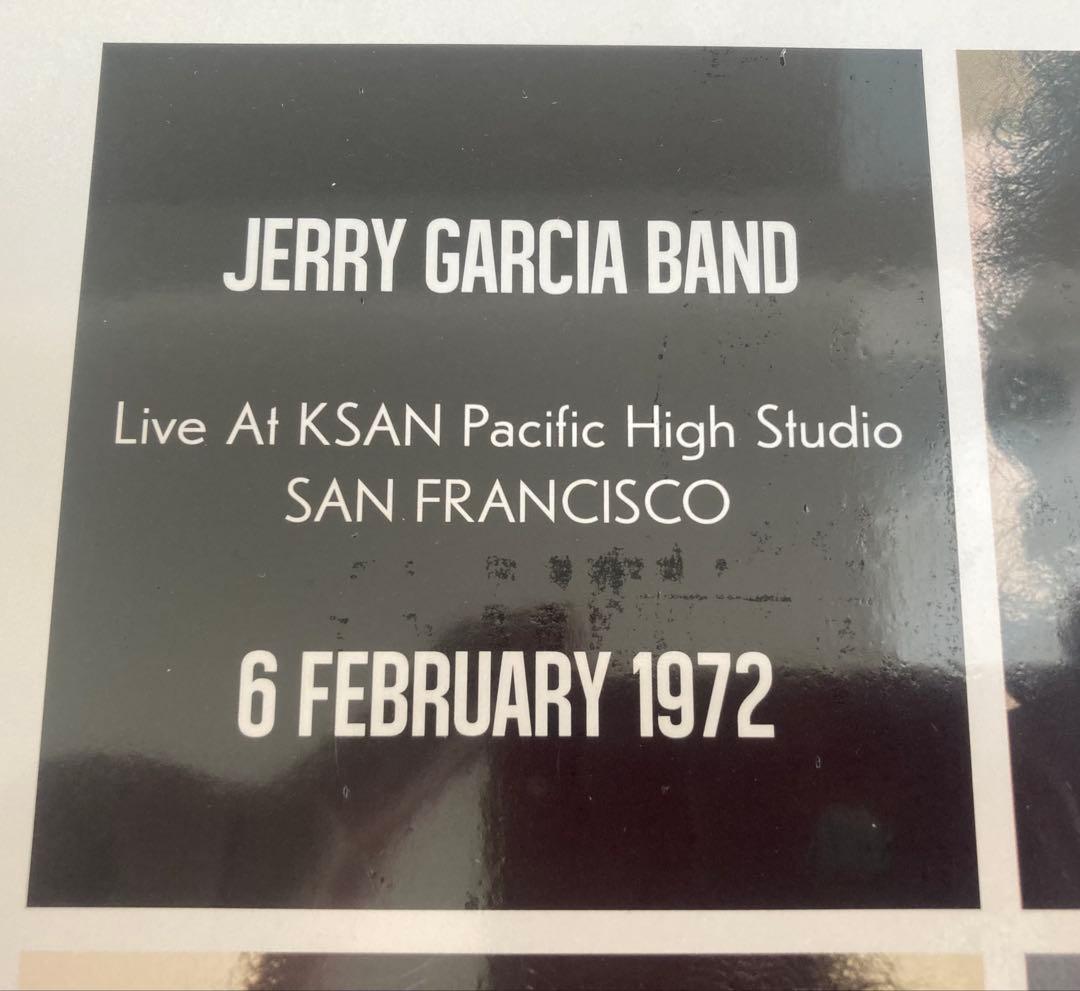 JERRY GARCIA BAND
Live At KSAN Pacific High Studio
SAN FRANCISCO
6 FEBRUARY 1972